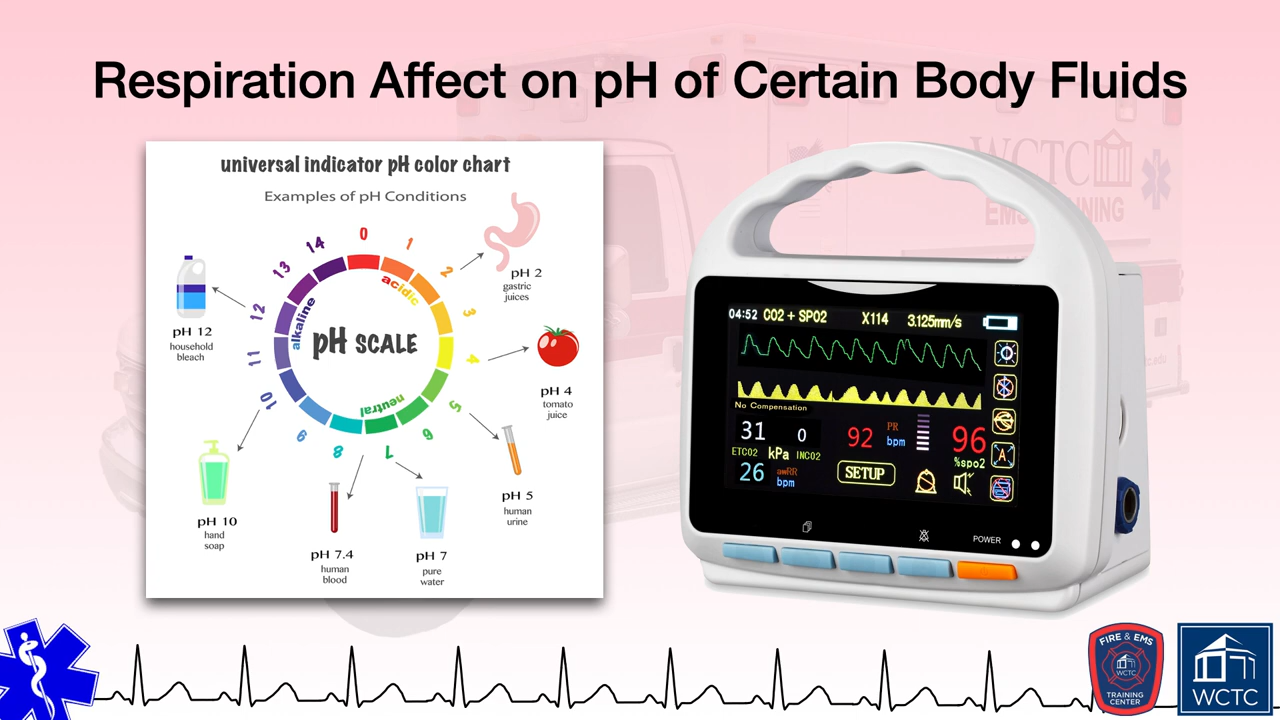 Respiration Affect on pH of Certain Body Fluids
universal indicator pH color chart
Examples of pH Conditions
0
1
2
3
4
5
6
7
8
9
10
11
12
13
14
acidic
neutral
alkaline
pH SCALE
pH 2
gastric
juices
pH 4
tomato
juice
pH 5
human
urine
pH 7
pure
water
pH 7.4
human
blood
pH 10
hand
soap
pH 12
household
bleach
WCTC
EMS TRAINING
04:52 CO2 + SPO2 X114 3.125mm/s
No Compensation
31 0 92 PR bpm 96
ETCO2 kPa INCO2 %spo2
26 awRR bpm
SETUP
A
POWER
FIRE & EMS
WCTC
TRAINING
CENTER
WCTC